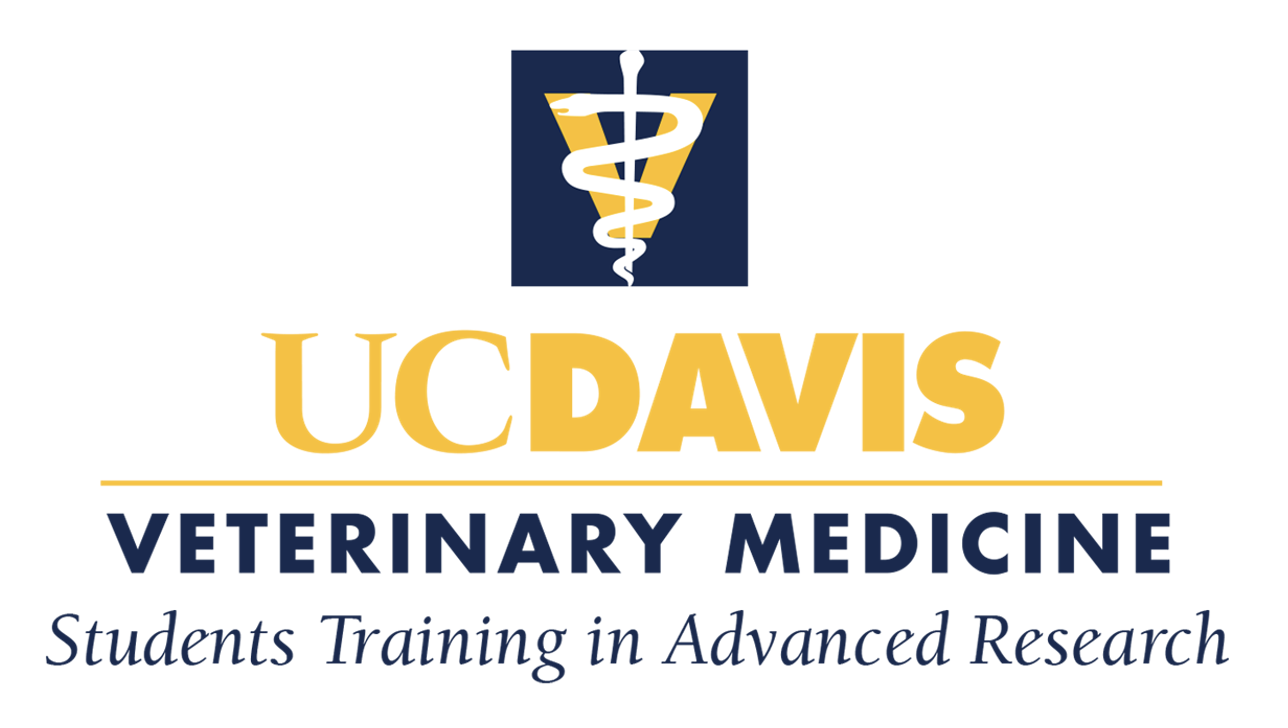 V
UCDAVIS
VETERINARY MEDICINE
Students Training in Advanced Research